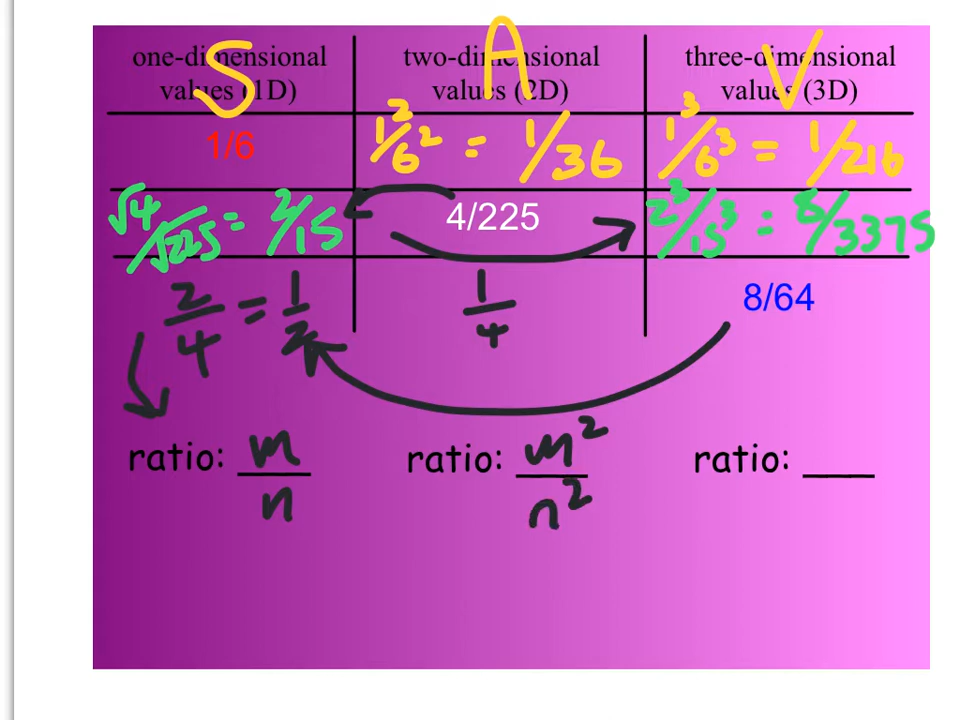 S A V
one-dimensional values (1D)
two-dimensional values (2D)
three-dimensional values (3D)
1/6
1²/6² = 1/36
1³/6³ = 1/216
√4/√225 = 2/15
4/225
2³/15³ = 8/3375
2/4 = 1/2
1/4
8/64
ratio: m/n
ratio: m²/n²
ratio: ___